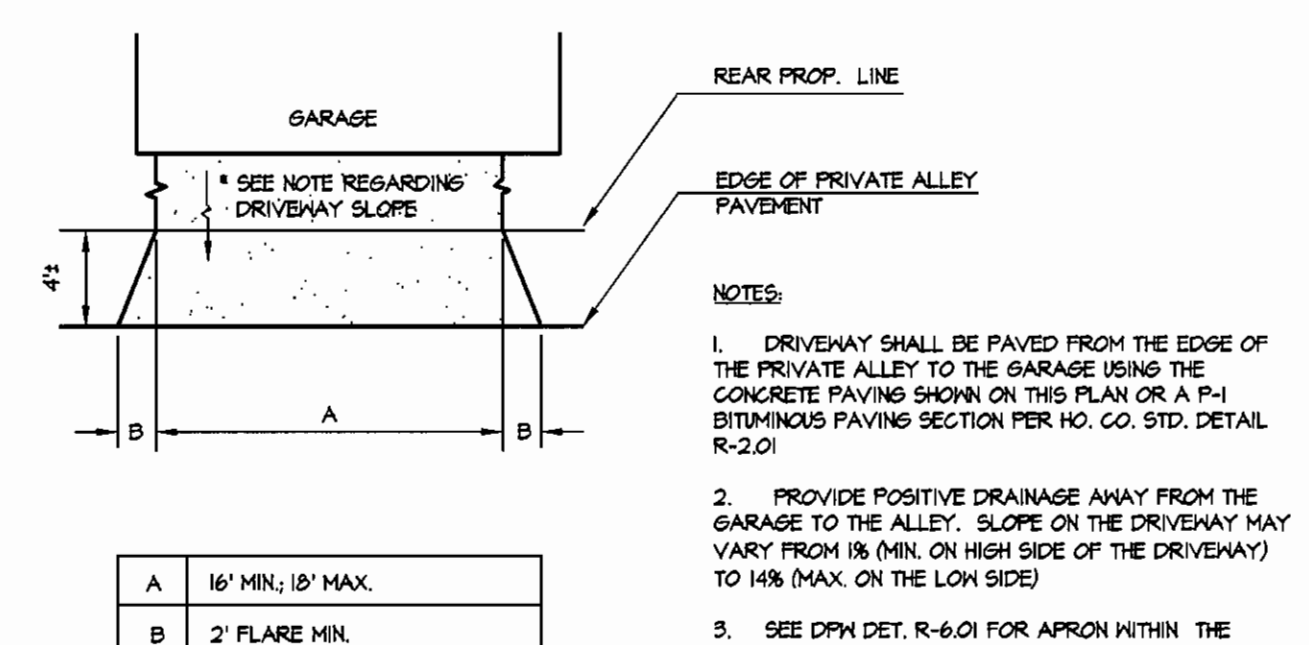 GARAGE
* SEE NOTE REGARDING
DRIVEWAY SLOPE
4'±
B
A
B
A 16' MIN.; 18' MAX.
B 2' FLARE MIN.
REAR PROP. LINE
EDGE OF PRIVATE ALLEY
PAVEMENT
NOTES:
1. DRIVEWAY SHALL BE PAVED FROM THE EDGE OF
THE PRIVATE ALLEY TO THE GARAGE USING THE
CONCRETE PAVING SHOWN ON THIS PLAN OR A P-1
BITUMINOUS PAVING SECTION PER HO. CO. STD. DETAIL
R-2.01
2. PROVIDE POSITIVE DRAINAGE AWAY FROM THE
GARAGE TO THE ALLEY. SLOPE ON THE DRIVEWAY MAY
VARY FROM 1% (MIN. ON HIGH SIDE OF THE DRIVEWAY)
TO 14% (MAX. ON THE LOW SIDE)
3. SEE DPW DET. R-6.01 FOR APRON WITHIN THE